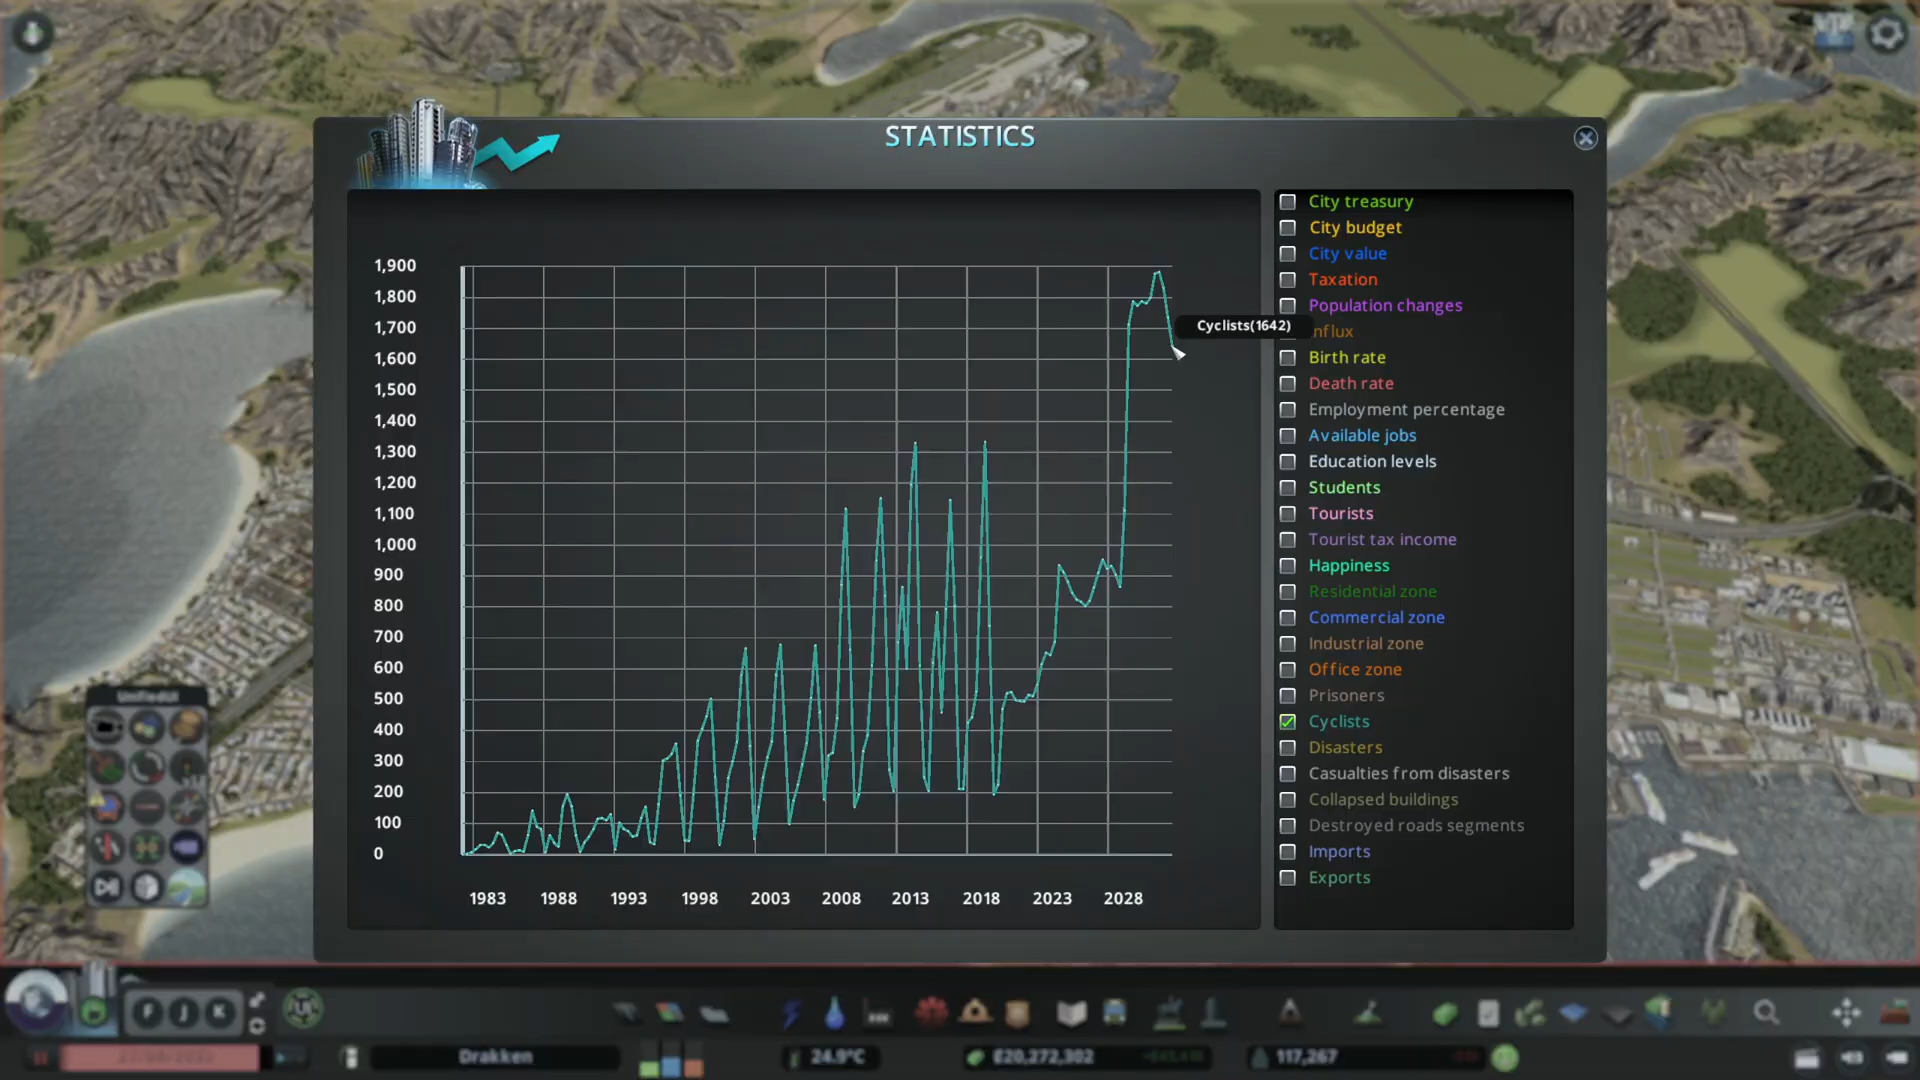 STATISTICS
1,900
1,800
1,700
1,600
1,500
1,400
1,300
1,200
1,100
1,000
900
800
700
600
500
400
300
200
100
0
1983 1988 1993 1998 2003 2008 2013 2018 2023 2028
Cyclists(1642)
City treasury
City budget
City value
Taxation
Population changes
nflux
Birth rate
Death rate
Employment percentage
Available jobs
Education levels
Students
Tourists
Tourist tax income
Happiness
Residential zone
Commercial zone
Industrial zone
Office zone
Prisoners
Cyclists
Disasters
Casualties from disasters
Collapsed buildings
Destroyed roads segments
Imports
Exports
UnifiedUI
F J K
Drakken
24.9°C
₡20,272,302
117,267